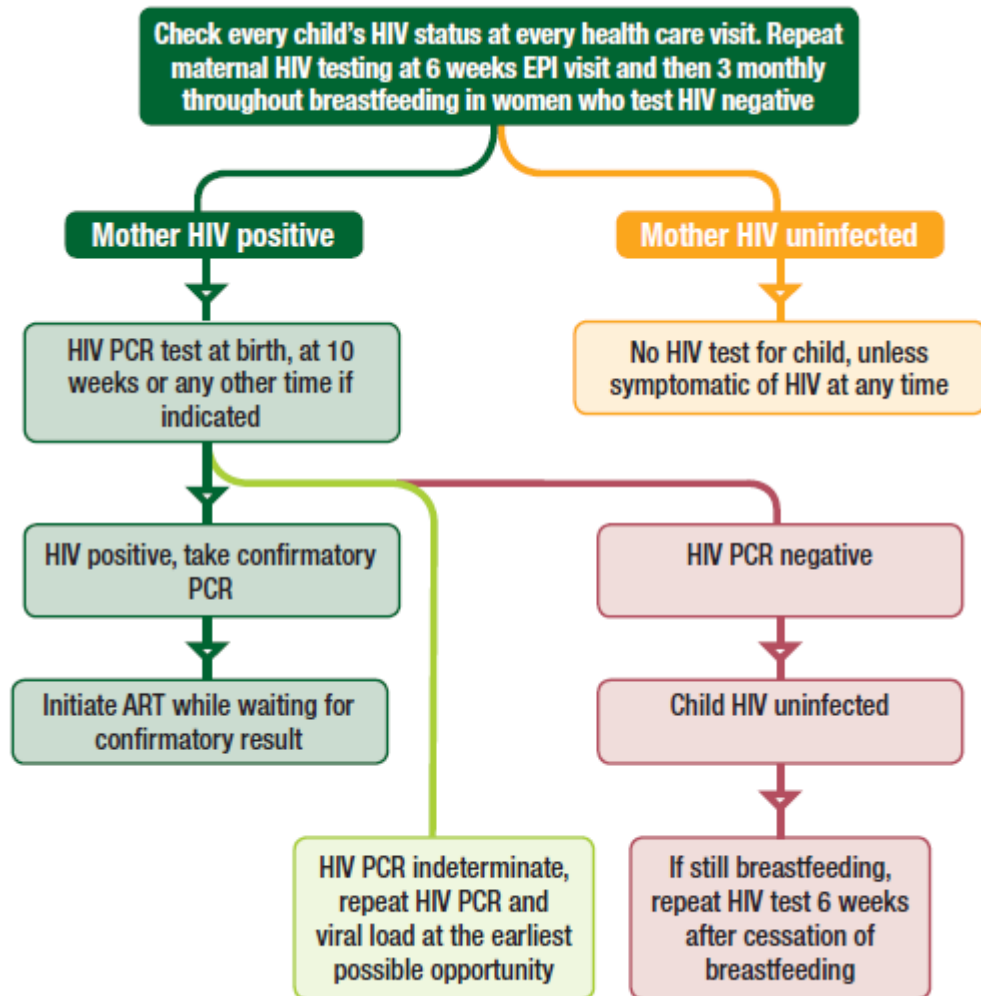 Check every child's HIV status at every health care visit. Repeat
maternal HIV testing at 6 weeks EPI visit and then 3 monthly
throughout breastfeeding in women who test HIV negative
Mother HIV positive
Mother HIV uninfected
HIV PCR test at birth, at 10
weeks or any other time if
indicated
No HIV test for child, unless
symptomatic of HIV at any time
HIV positive, take confirmatory
PCR
HIV PCR negative
Initiate ART while waiting for
confirmatory result
Child HIV uninfected
HIV PCR indeterminate,
repeat HIV PCR and
viral load at the earliest
possible opportunity
If still breastfeeding,
repeat HIV test 6 weeks
after cessation of
breastfeeding